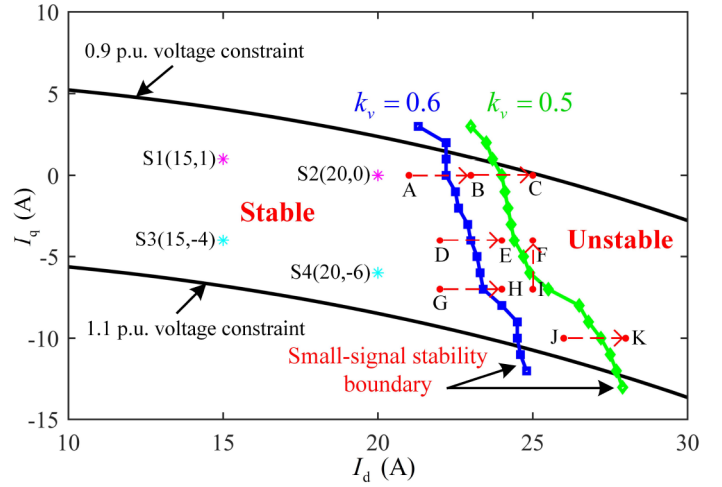 10
0.9 p.u. voltage constraint
5
k_v = 0.6
k_v = 0.5
S1(15,1)
0
S2(20,0)
A
B
C
I_q (A)
Stable
Unstable
S3(15,-4)
D
E
F
-5
S4(20,-6)
G
H
I
1.1 p.u. voltage constraint
J
K
-10
Small-signal stability
boundary
-15
10
15
20
25
30
I_d (A)